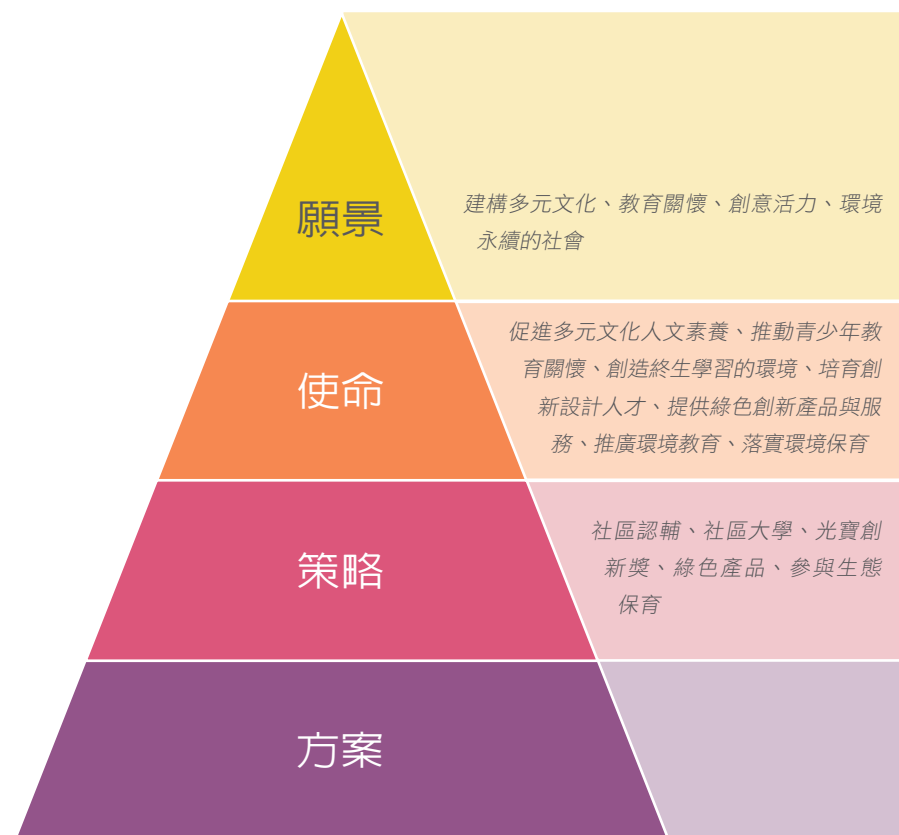 願景
建構多元文化、教育關懷、創意活力、環境
永續的社會
使命
促進多元文化人文素養、推動青少年教
育關懷、創造終生學習的環境、培育創
新設計人才、提供綠色創新產品與服
務、推廣環境教育、落實環境保育
策略
社區認輔、社區大學、光寶創
新獎、綠色產品、參與生態
保育
方案